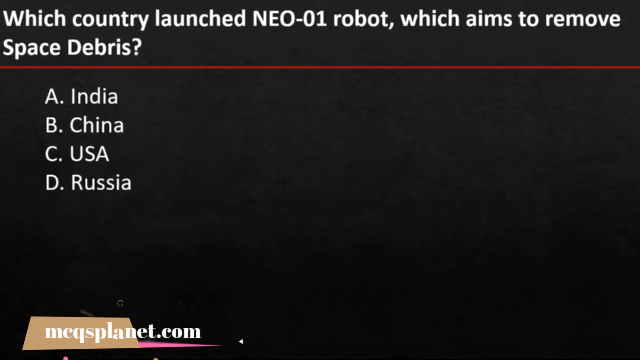 Which country launched NEO-01 robot, which aims to remove
Space Debris?
A. India
B. China
C. USA
D. Russia
mcqsplanet.com